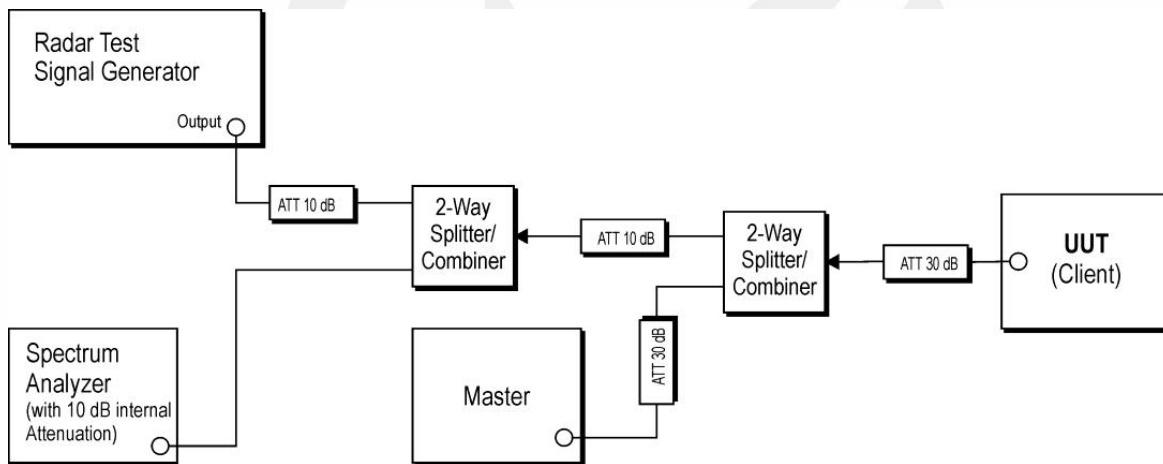 Radar Test
Signal Generator
Output
ATT 10 dB
2-Way
Splitter/
Combiner
ATT 10 dB
2-Way
Splitter/
Combiner
ATT 30 dB
UUT
(Client)
Spectrum
Analyzer
(with 10 dB internal
Attenuation)
Master
ATT 30 dB